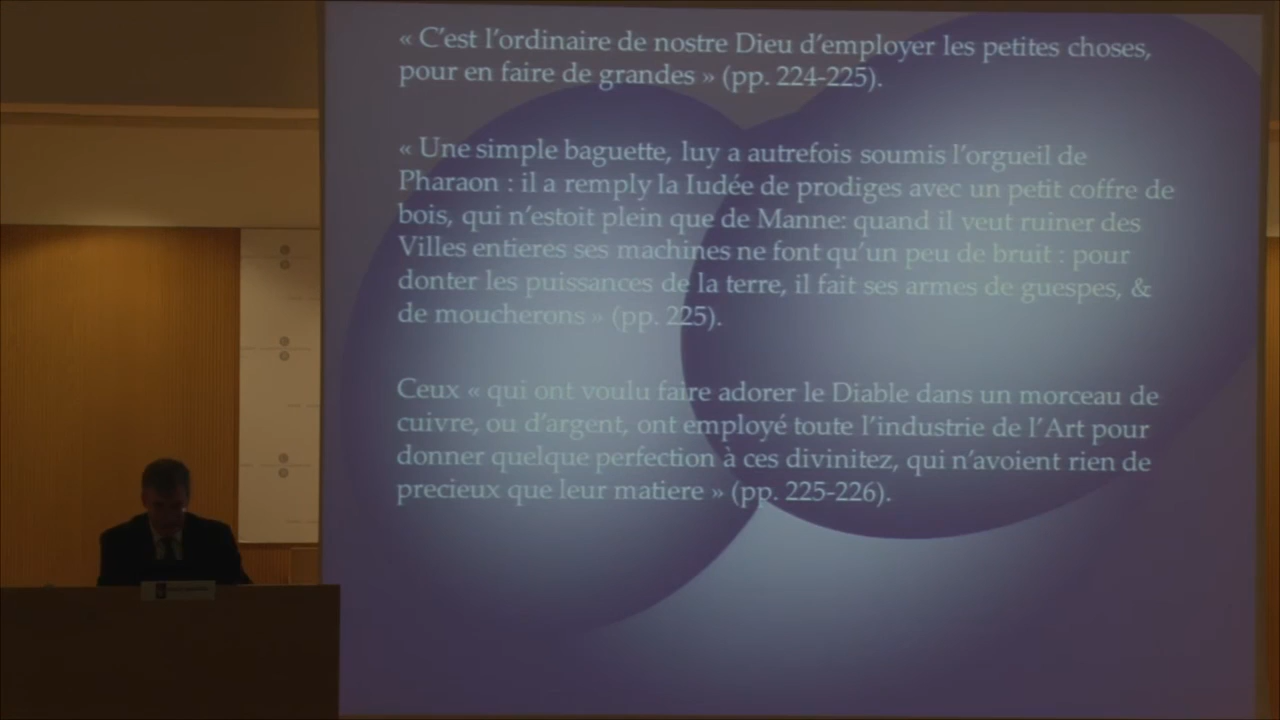 « C'est l'ordinaire de nostre Dieu d'employer les petites choses,
pour en faire de grandes » (pp. 224-225).
« Une simple baguette, luy a autrefois soumis l'orgueil de
Pharaon : il a remply la Iudée de prodiges avec un petit coffre de
bois, qui n'estoit plein que de Manne: quand il veut ruiner des
Villes entieres ses machines ne font qu'un peu de bruit : pour
donter les puissances de la terre, il fait ses armes de guespes, &
de moucherons » (pp. 225).
Ceux « qui ont voulu faire adorer le Diable dans un morceau de
cuivre, ou d'argent, ont employé toute l'industrie de l'Art pour
donner quelque perfection à ces divinitez, qui n'avoient rien de
precieux que leur matiere » (pp. 225-226).